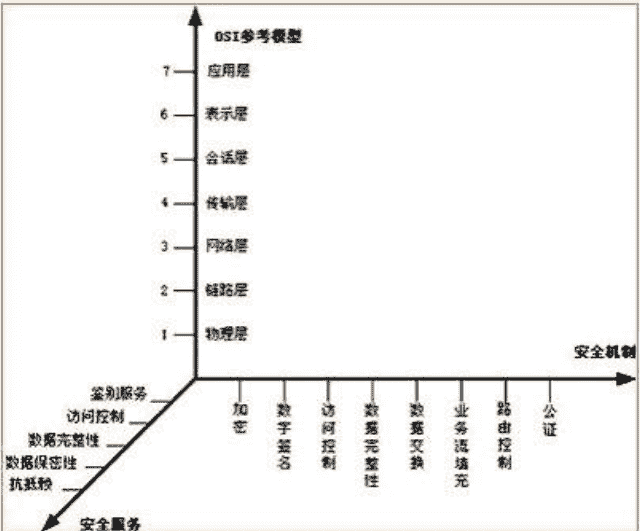 OSI参考模型
7 应用层
6 表示层
5 会话层
4 传输层
3 网络层
2 链路层
1 物理层
安全机制
加密
数字签名
访问控制
数据完整性
数据交换
业务流填充
路由控制
公证
鉴别服务
访问控制
数据完整性
数据保密性
抗抵赖
安全服务